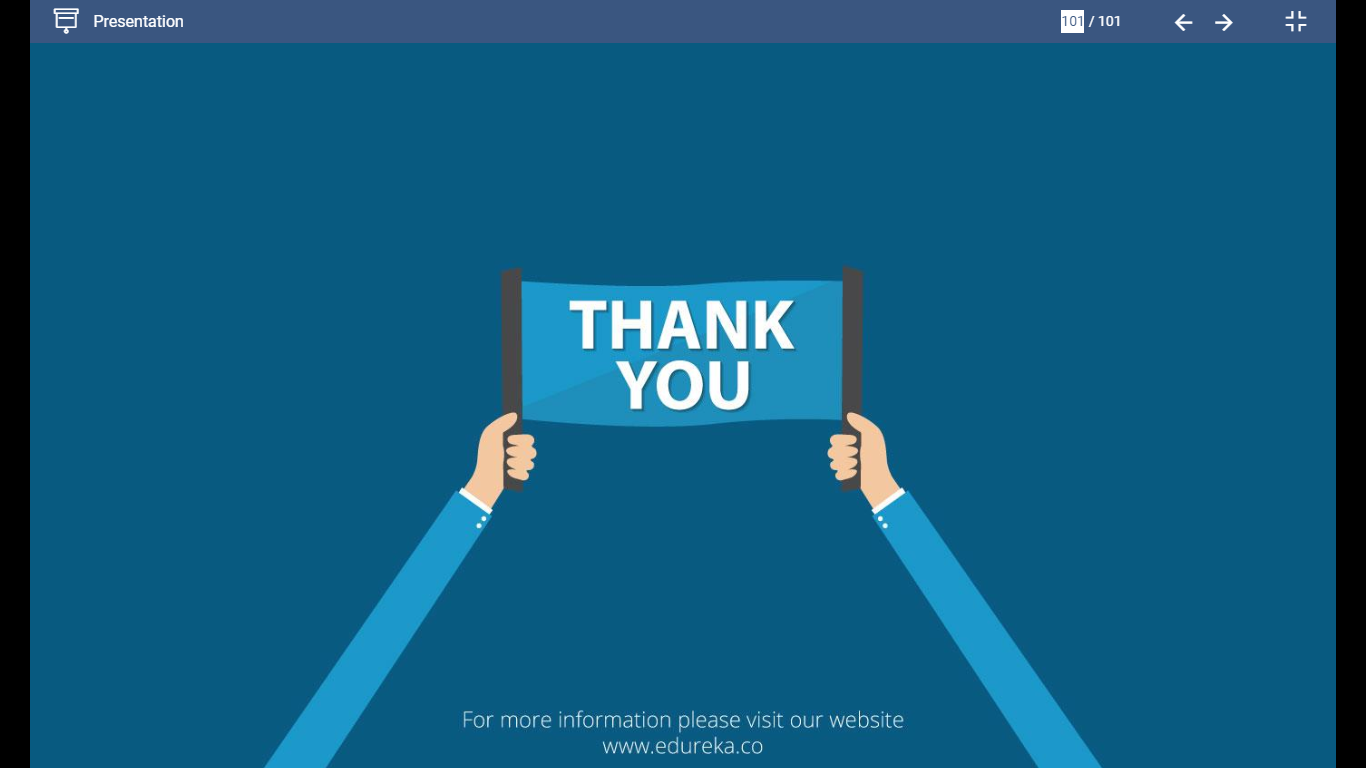 Presentation
101 / 101
THANK
YOU
For more information please visit our website
www.edureka.co